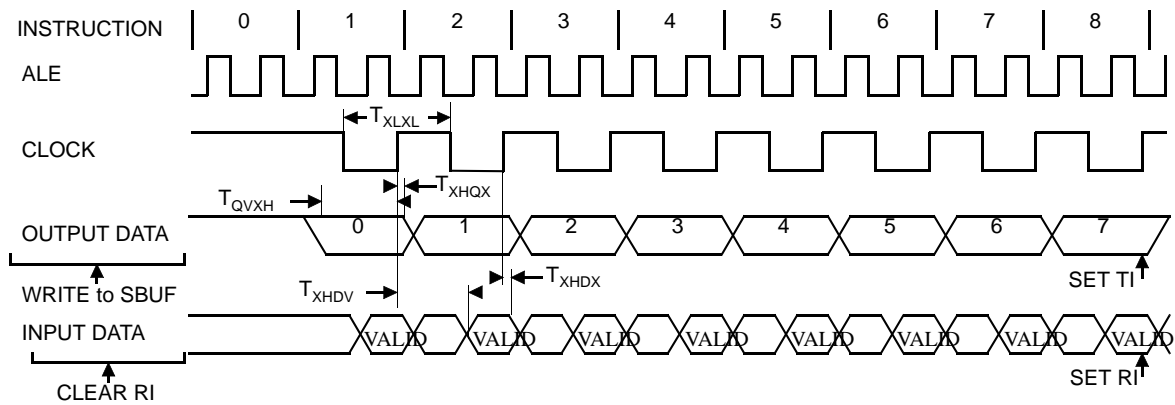 INSTRUCTION 0 1 2 3 4 5 6 7 8
ALE
TXLXL
CLOCK
TXHQX
TQVXH
OUTPUT DATA 0 1 2 3 4 5 6 7
TXHDX
SET TI
WRITE to SBUF
TXHDV
INPUT DATA VALID VALID VALID VALID VALID VALID VALID VALID
SET RI
CLEAR RI